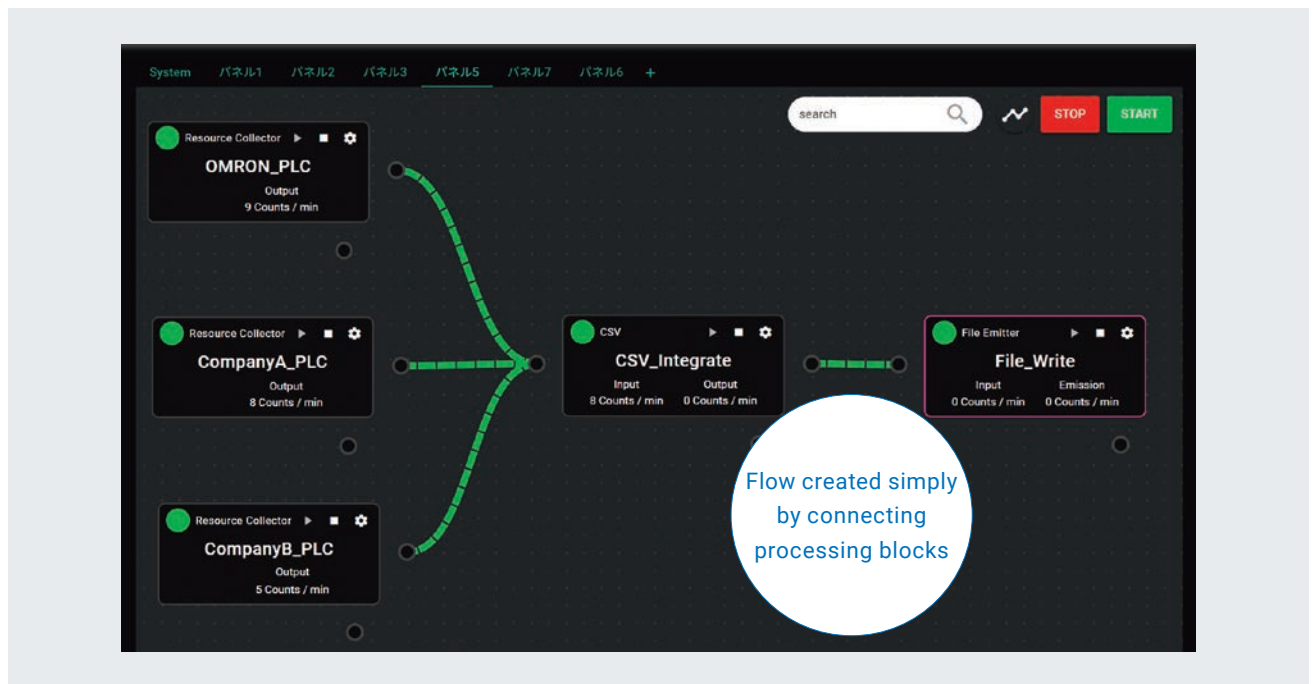 System パネル1 パネル2 パネル3 パネル5 パネル7 パネル6 +
search
STOP
START
Resource Collector
OMRON_PLC
Output
9 Counts / min
Resource Collector
CompanyA_PLC
Output
8 Counts / min
CSV
CSV_Integrate
Input Output
8 Counts / min 0 Counts / min
File Emitter
File_Write
Input Emission
0 Counts / min 0 Counts / min
Resource Collector
CompanyB_PLC
Output
5 Counts / min
Flow created simply
by connecting
processing blocks